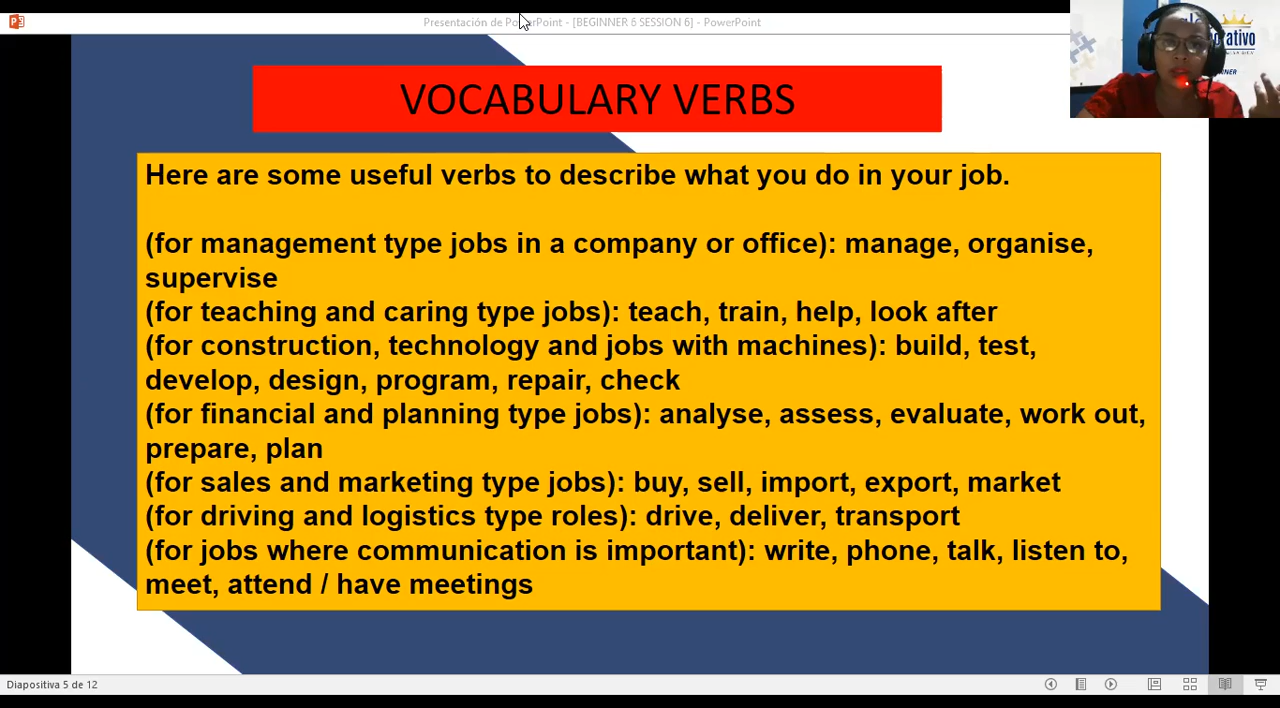 Presentación de PowerPoint - [BEGINNER 6 SESSION 6] - PowerPoint
VOCABULARY VERBS
Here are some useful verbs to describe what you do in your job.
(for management type jobs in a company or office): manage, organise,
supervise
(for teaching and caring type jobs): teach, train, help, look after
(for construction, technology and jobs with machines): build, test,
develop, design, program, repair, check
(for financial and planning type jobs): analyse, assess, evaluate, work out,
prepare, plan
(for sales and marketing type jobs): buy, sell, import, export, market
(for driving and logistics type roles): drive, deliver, transport
(for jobs where communication is important): write, phone, talk, listen to,
meet, attend / have meetings
Diapositiva 5 de 12